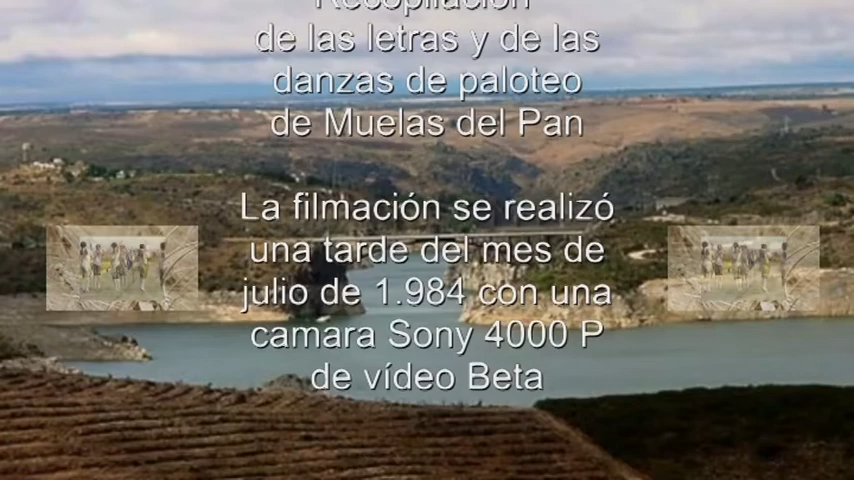 Recopilación
de las letras y de las
danzas de paloteo
de Muelas del Pan
La filmación se realizó
una tarde del mes de
julio de 1.984 con una
camara Sony 4000 P
de vídeo Beta